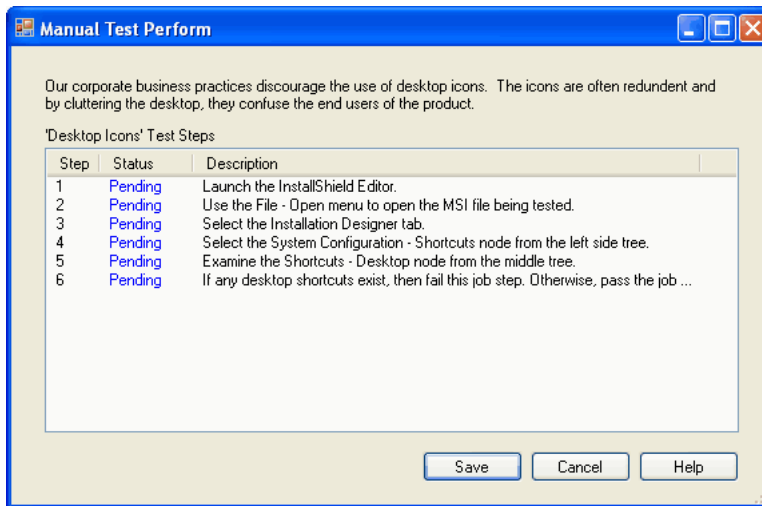 Manual Test Perform
Our corporate business practices discourage the use of desktop icons.  The icons are often redundant and
by cluttering the desktop, they confuse the end users of the product.
'Desktop Icons' Test Steps
Step Status Description
1 Pending Launch the InstallShield Editor.
2 Pending Use the File - Open menu to open the MSI file being tested.
3 Pending Select the Installation Designer tab.
4 Pending Select the System Configuration - Shortcuts node from the left side tree.
5 Pending Examine the Shortcuts - Desktop node from the middle tree.
6 Pending If any desktop shortcuts exist, then fail this job step. Otherwise, pass the job ...
Save Cancel Help